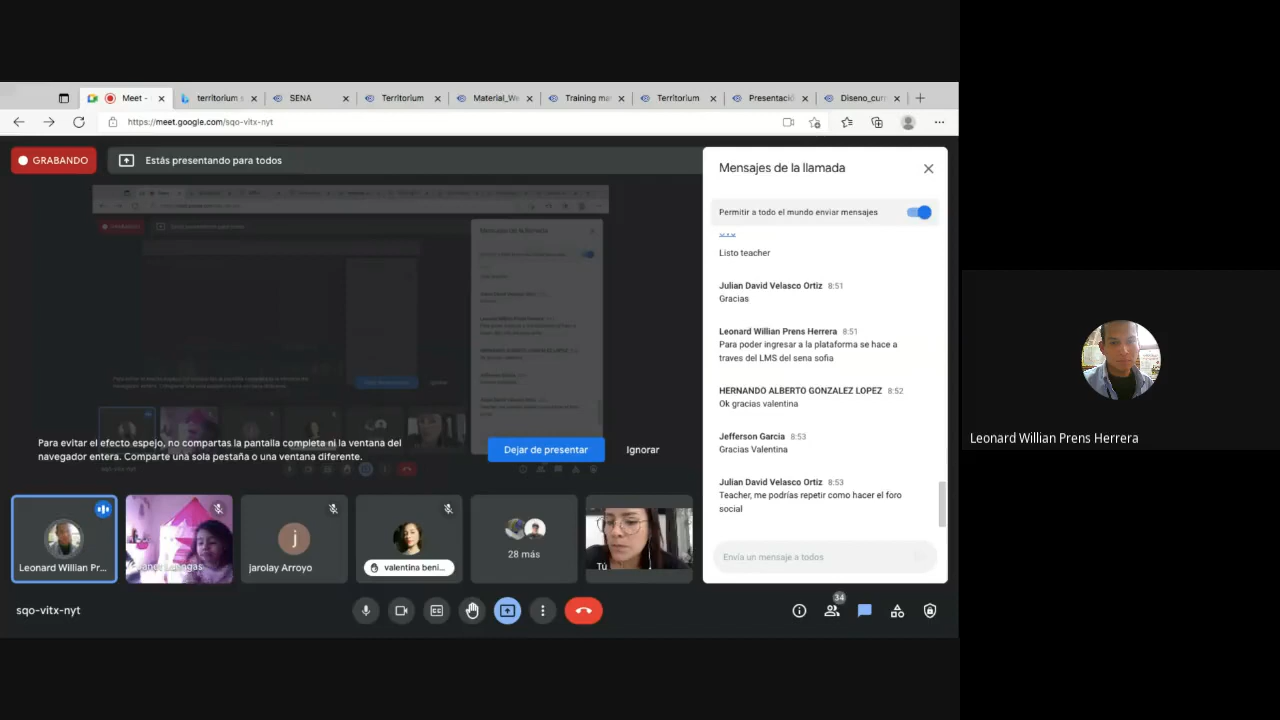 Meet -
territorium s
SENA
Territorium
Material_We
Training ma
Territorium
Presentació
Diseno_curr
https://meet.google.com/sqo-vitx-nyt
GRABANDO
Estás presentando para todos
Mensajes de la llamada
Permitir a todo el mundo enviar mensajes
Listo teacher
Julian David Velasco Ortiz 8:51
Gracias
Leonard Willian Prens Herrera 8:51
Para poder ingresar a la plataforma se hace a
traves del LMS del sena sofia
HERNANDO ALBERTO GONZALEZ LOPEZ 8:52
Ok gracias valentina
Jefferson Garcia 8:53
Gracias Valentina
Julian David Velasco Ortiz 8:53
Teacher, me podrías repetir como hacer el foro
social
Envía un mensaje a todos
Para evitar el efecto espejo, no compartas la pantalla completa ni la ventana del
navegador entera. Comparte una sola pestaña o una ventana diferente.
Dejar de presentar
Ignorar
Leonard Willian Pr...
j
jarolay Arroyo
valentina beni...
28 más
Tú
sqo-vitx-nyt
34
Leonard Willian Prens Herrera